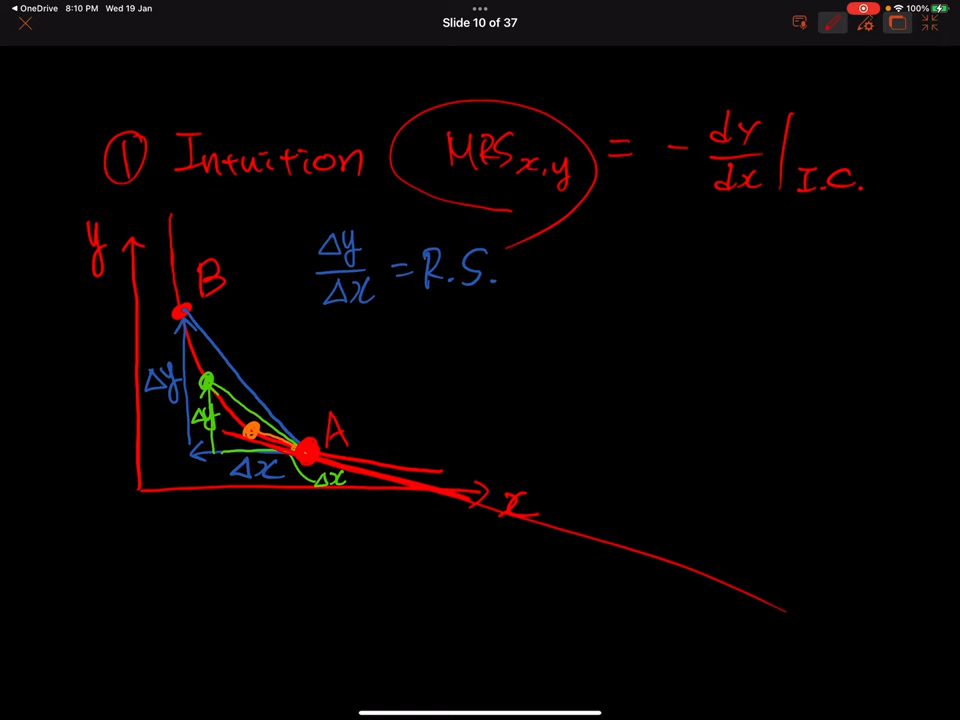 OneDrive 8:10 PM Wed 19 Jan 100%
Slide 10 of 37
① Intuition MRSx,y = - dy/dx | I.C.
y
Δy/Δx = R.S.
B
Δy
Δy
A
Δx
Δx
x